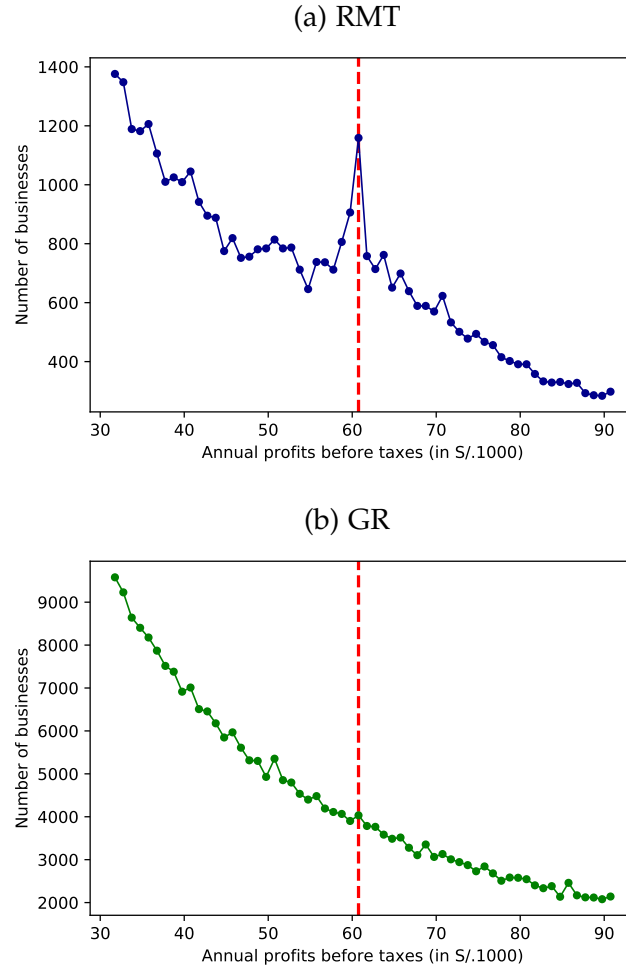 (a) RMT
1400
1200
1000
800
600
400
Number of businesses
30 40 50 60 70 80 90
Annual profits before taxes (in S/.1000)
(b) GR
9000
8000
7000
6000
5000
4000
3000
2000
Number of businesses
30 40 50 60 70 80 90
Annual profits before taxes (in S/.1000)